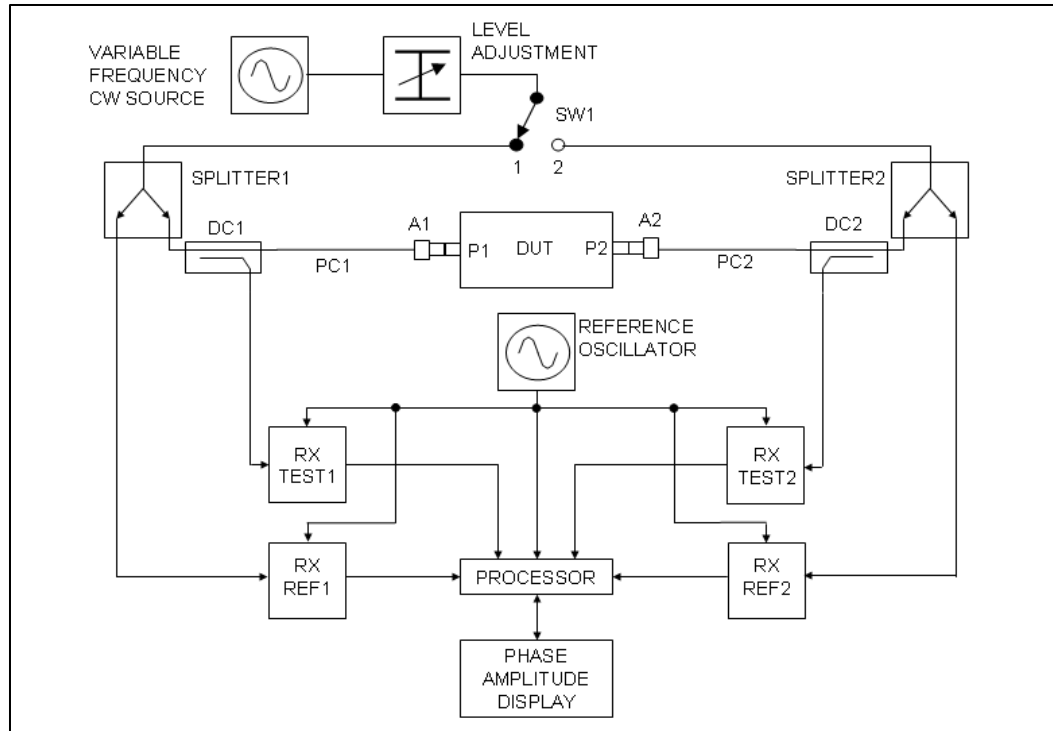 VARIABLE
FREQUENCY
CW SOURCE
LEVEL
ADJUSTMENT
SW1
1
2
SPLITTER1
SPLITTER2
DC1
A1
P1
DUT
P2
A2
DC2
PC1
PC2
REFERENCE
OSCILLATOR
RX
TEST1
RX
TEST2
RX
REF1
PROCESSOR
RX
REF2
PHASE
AMPLITUDE
DISPLAY